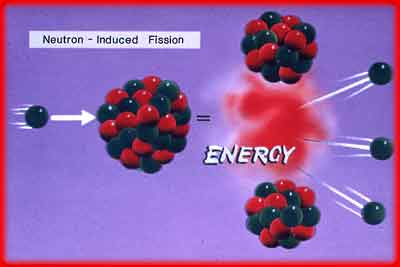 Neutron - Induced Fission
=
ENERGY